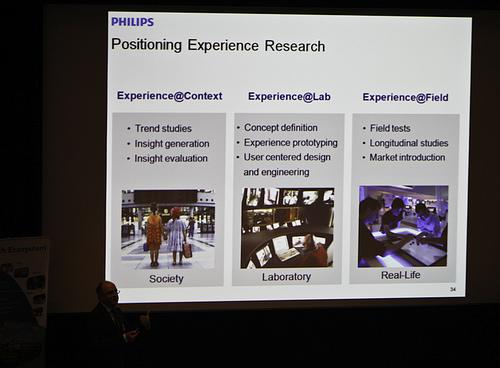 PHILIPS
Positioning Experience Research
Experience@Context
Experience@Lab
Experience@Field
• Trend studies
• Insight generation
• Insight evaluation
• Concept definition
• Experience prototyping
• User centered design
and engineering
• Field tests
• Longitudinal studies
• Market introduction
Society
Laboratory
Real-Life
34
Ecosystem